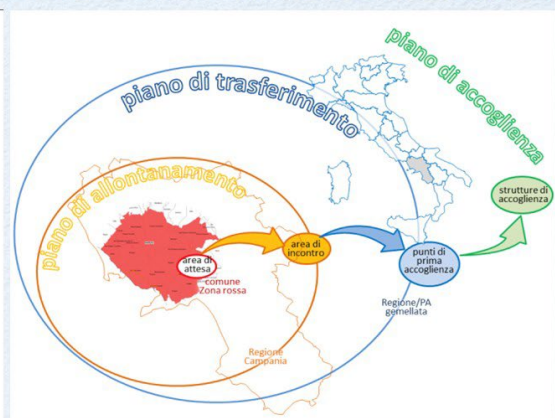 piano di accoglienza
piano di trasferimento
piano di allontanamento
strutture di
accoglienza
area di
incontro
punti di
prima
accoglienza
area di
attesa
comune
Zona rossa
Regione/PA
gemellata
Regione
Campania